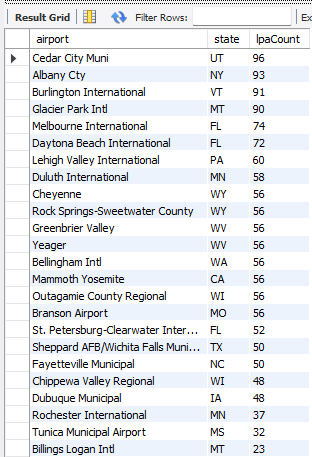 Result Grid Filter Rows: Ex
airport state lpaCount
Cedar City Muni UT 96
Albany Cty NY 93
Burlington International VT 91
Glacier Park Intl MT 90
Melbourne International FL 74
Daytona Beach International FL 72
Lehigh Valley International PA 60
Duluth International MN 58
Cheyenne WY 56
Rock Springs-Sweetwater County WY 56
Greenbrier Valley WV 56
Yeager WV 56
Bellingham Intl WA 56
Mammoth Yosemite CA 56
Outagamie County Regional WI 56
Branson Airport MO 56
St. Petersburg-Clearwater Inter... FL 52
Sheppard AFB/Wichita Falls Muni... TX 50
Fayetteville Municipal NC 50
Chippewa Valley Regional WI 48
Dubuque Municipal IA 48
Rochester International MN 37
Tunica Municipal Airport MS 32
Billings Logan Intl MT 23